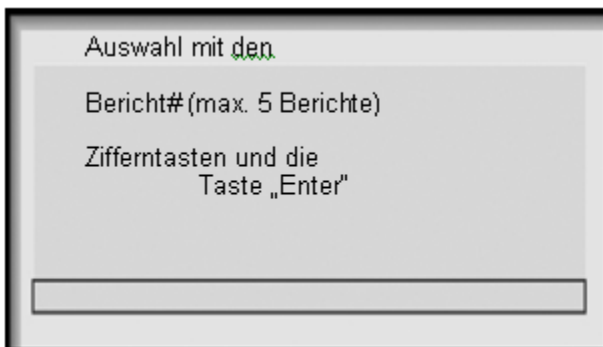 Auswahl mit den
Bericht# (max. 5 Berichte)
Zifferntasten und die
Taste „Enter"